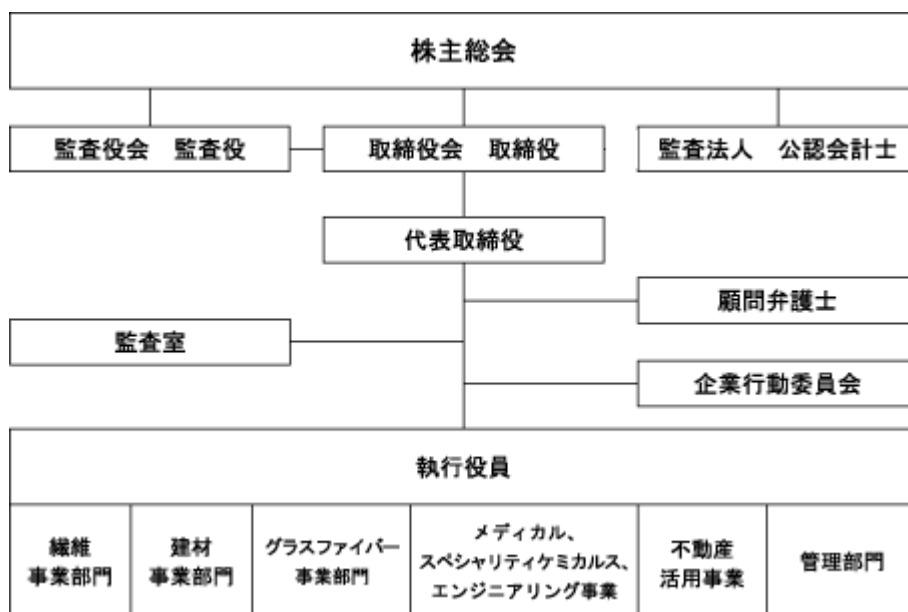 株主総会
監査役会　監査役
取締役会　取締役
監査法人　公認会計士
代表取締役
顧問弁護士
監査室
企業行動委員会
執行役員
繊維
事業部門
建材
事業部門
グラスファイバー
事業部門
メディカル、
スペシャリティケミカルス、
エンジニアリング事業
不動産
活用事業
管理部門